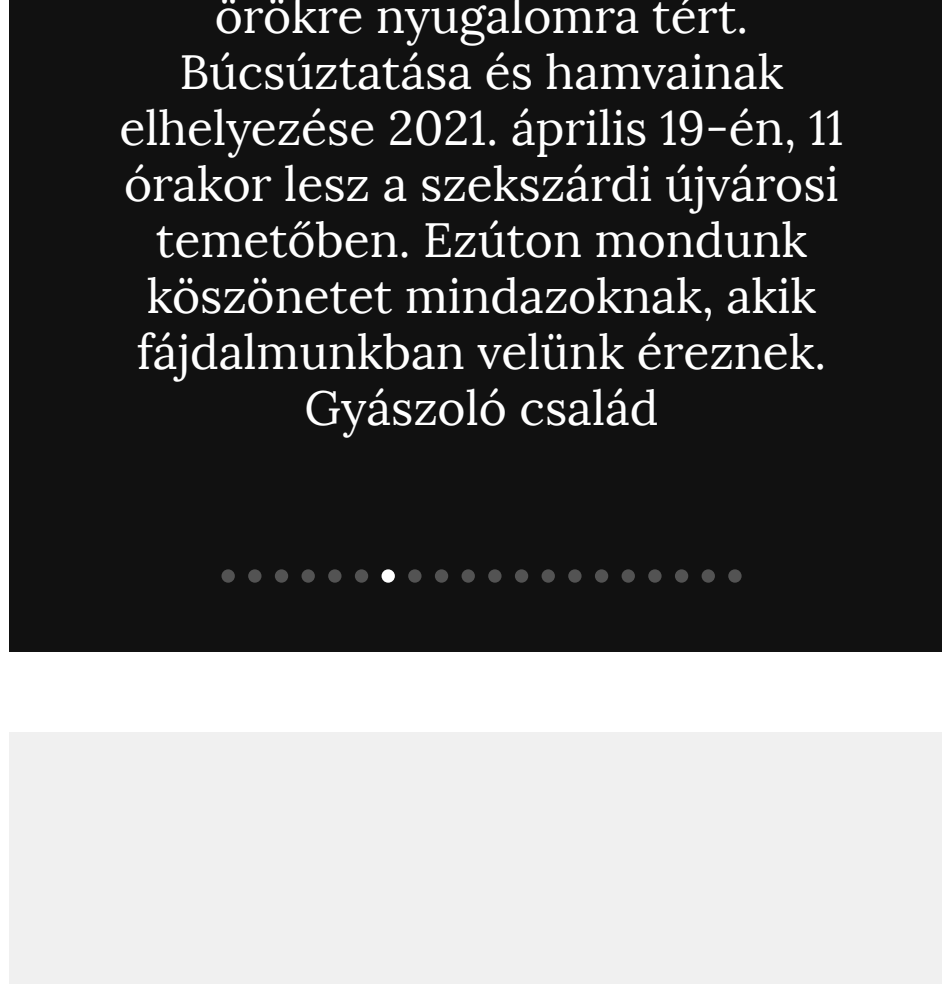 örökre nyugalomra tért.
Búcsúztatása és hamvainak
elhelyezése 2021. április 19-én, 11
órakor lesz a szekszárdi újvárosi
temetőben. Ezúton mondunk
köszönetet mindazoknak, akik
fájdalmunkban velünk éreznek.
Gyászoló család